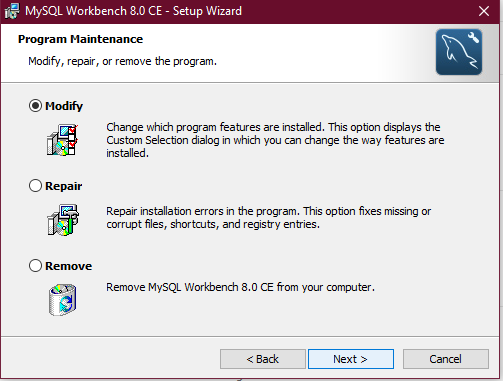 MySQL Workbench 8.0 CE - Setup Wizard
Program Maintenance
Modify, repair, or remove the program.
Modify
Change which program features are installed. This option displays the
Custom Selection dialog in which you can change the way features are
installed.
Repair
Repair installation errors in the program. This option fixes missing or
corrupt files, shortcuts, and registry entries.
Remove
Remove MySQL Workbench 8.0 CE from your computer.
< Back
Next >
Cancel